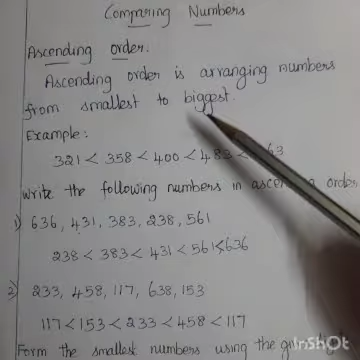 Comparing Numbers
Ascending order.
Ascending order is arranging numbers
from smallest to biggest.
Example:
321 < 358 < 400 < 483 < 63
Write the following numbers in ascending order
1) 636, 431, 383, 238, 561
238 < 383 < 431 < 561 < 636
2) 233, 458, 117, 638, 153
117 < 153 < 233 < 458 < 117
Form the smallest numbers using the given
InShot